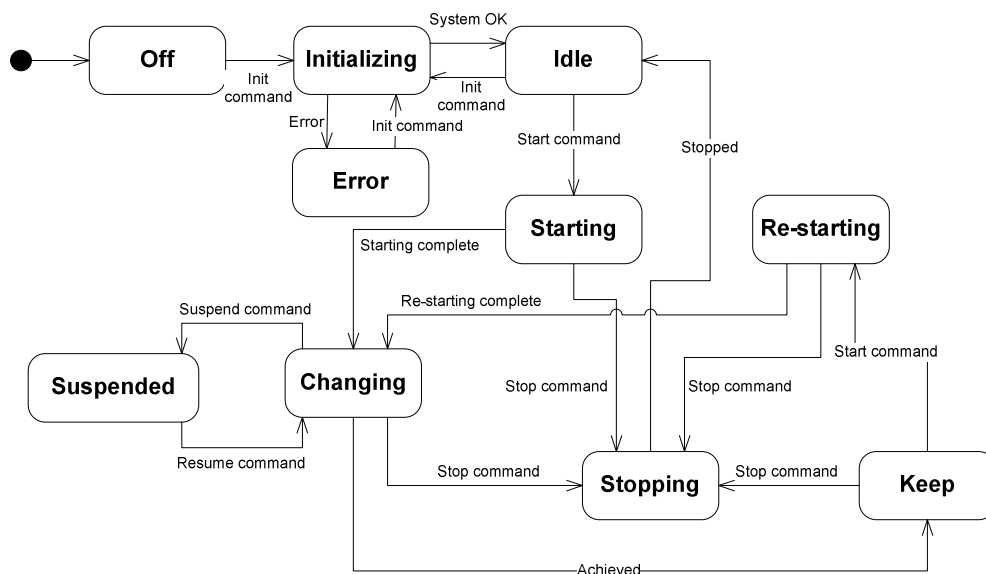 System OK
Off
Initializing
Idle
Init
command
Init
command
Error
Init command
Start command
Stopped
Error
Starting
Re-starting
Starting complete
Suspend command
Re-starting complete
Start command
Suspended
Changing
Stop command
Stop command
Resume command
Stop command
Stop command
Stopping
Keep
Achieved